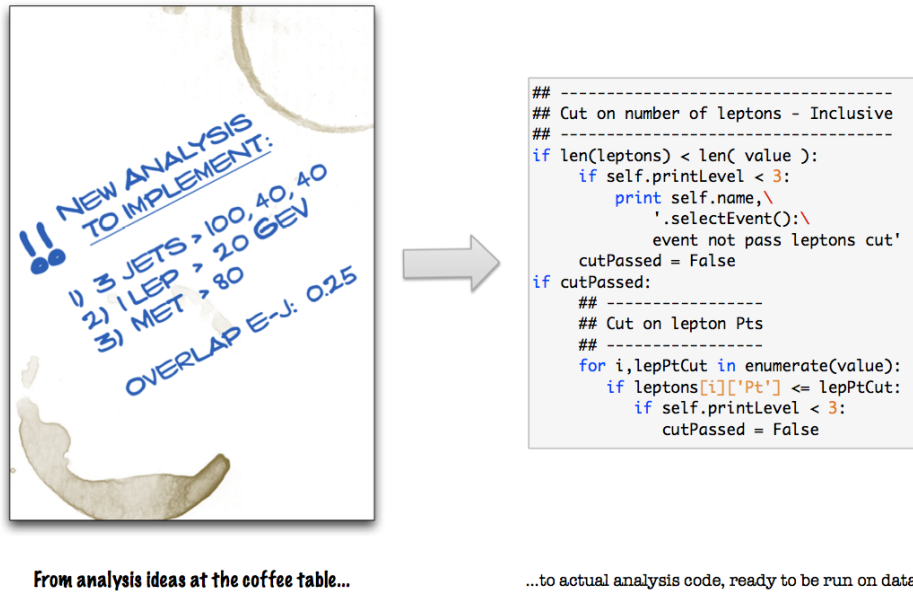 !! NEW ANALYSIS
TO IMPLEMENT:
1) 3 JETS > 100, 40, 40
2) 1 LEP > 20 GEV
3) MET > 80
OVERLAP E-J: 0.25
## ------------------------------------
## Cut on number of leptons - Inclusive
## ------------------------------------
if len(leptons) < len( value ):
if self.printLevel < 3:
print self.name,\
'.selectEvent():\
event not pass leptons cut'
cutPassed = False
if cutPassed:
## -----------------
## Cut on lepton Pts
## -----------------
for i,lepPtCut in enumerate(value):
if leptons[i]['Pt'] <= lepPtCut:
if self.printLevel < 3:
cutPassed = False
From analysis ideas at the coffee table...
...to actual analysis code, ready to be run on data